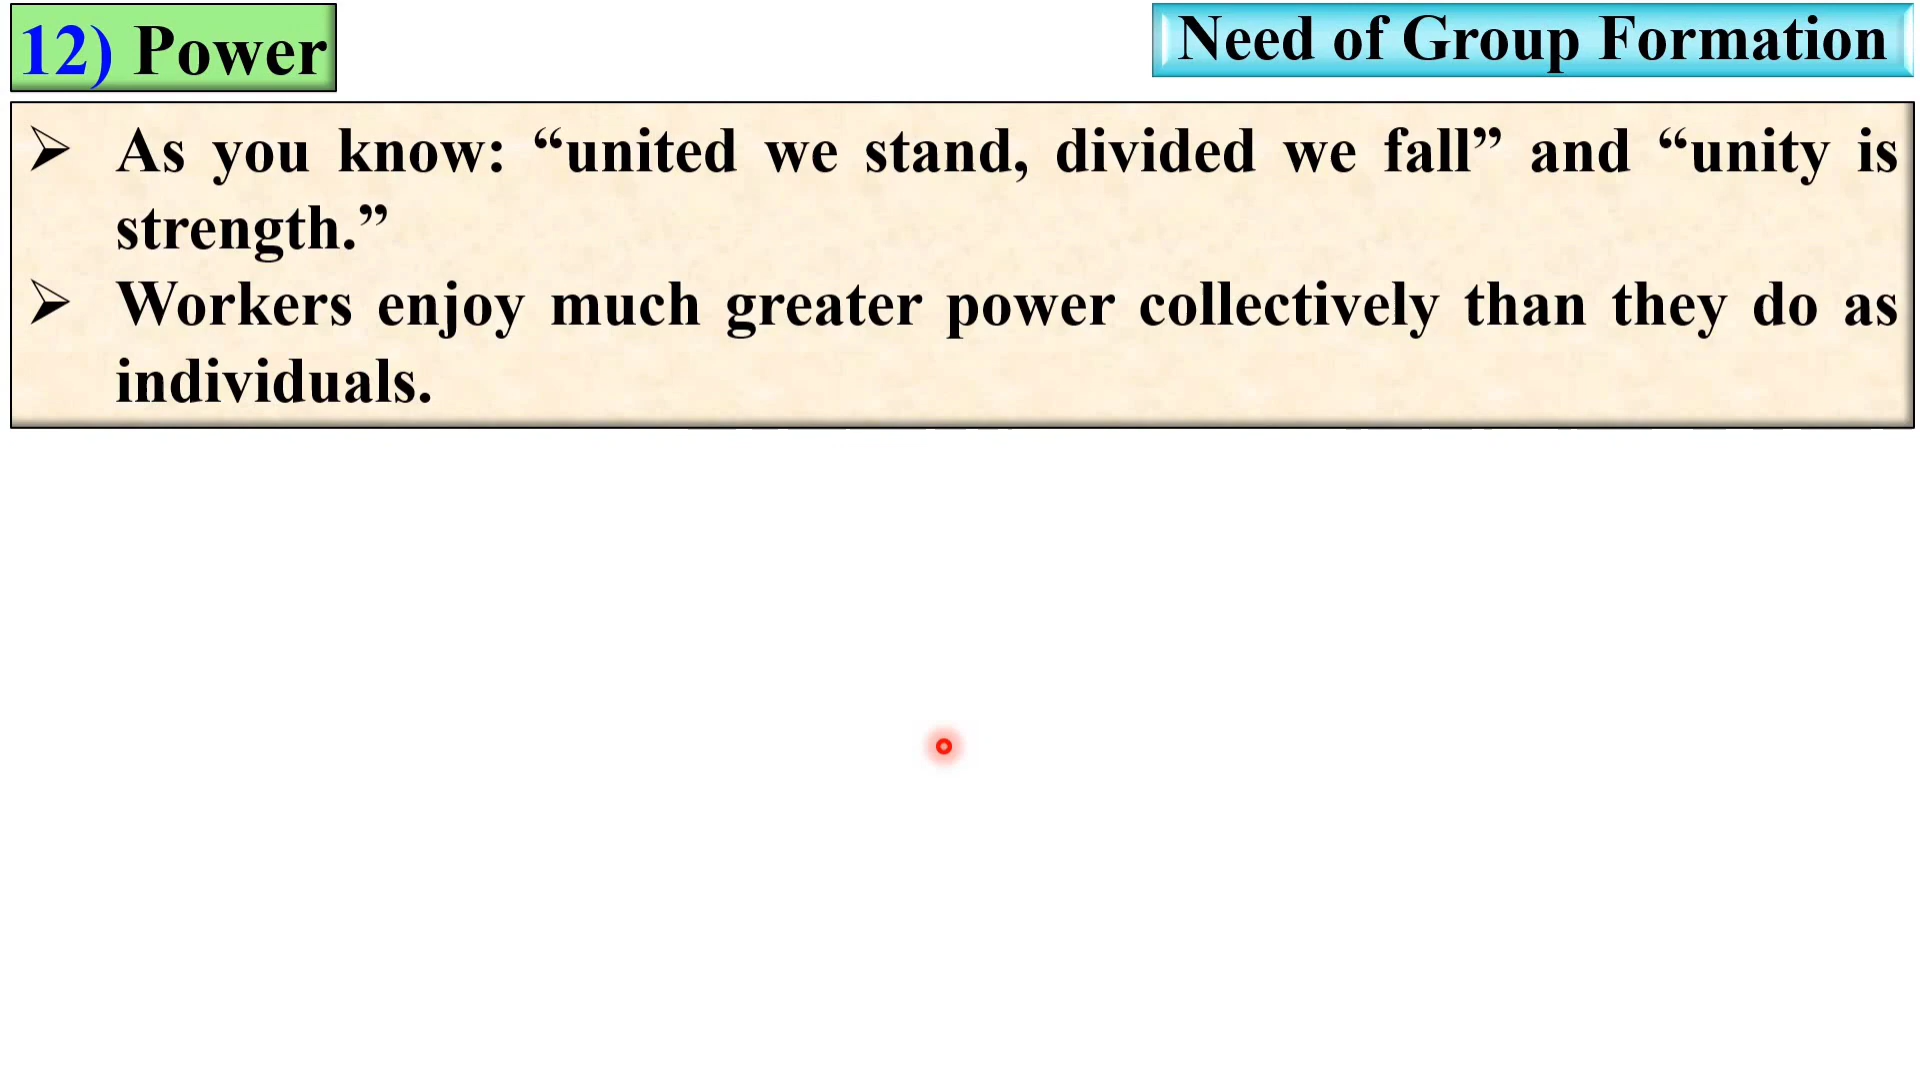 12) Power
Need of Group Formation
➢ As you know: “united we stand, divided we fall” and “unity is
strength.”
➢ Workers enjoy much greater power collectively than they do as
individuals.